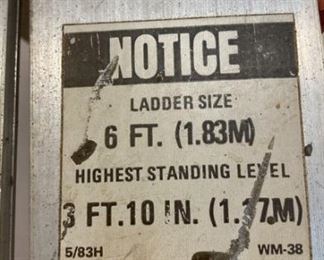 NOTICE
LADDER SIZE
6 FT. (1.83M)
HIGHEST STANDING LEVEL
3 FT.10 IN. (1.17M)
5/83H WM-38